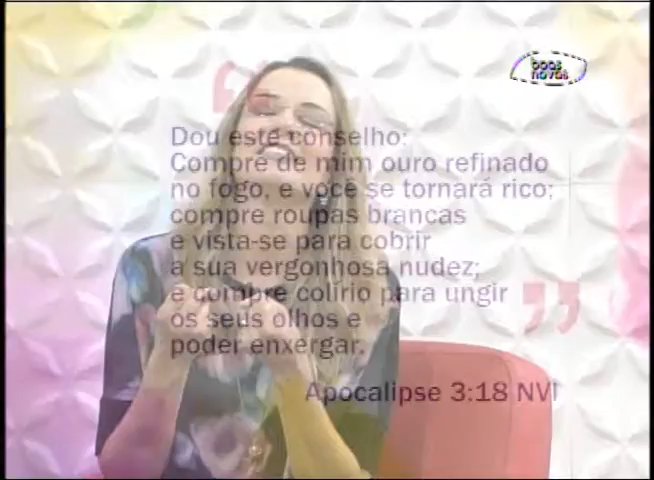 boas
novas
“
Dou este conselho:
Compre de mim ouro refinado
no fogo, e você se tornará rico;
compre roupas brancas
e vista-se para cobrir
a sua vergonhosa nudez;
e compre colírio para ungir
os seus olhos e
poder enxergar.
”
Apocalipse 3:18 NVI